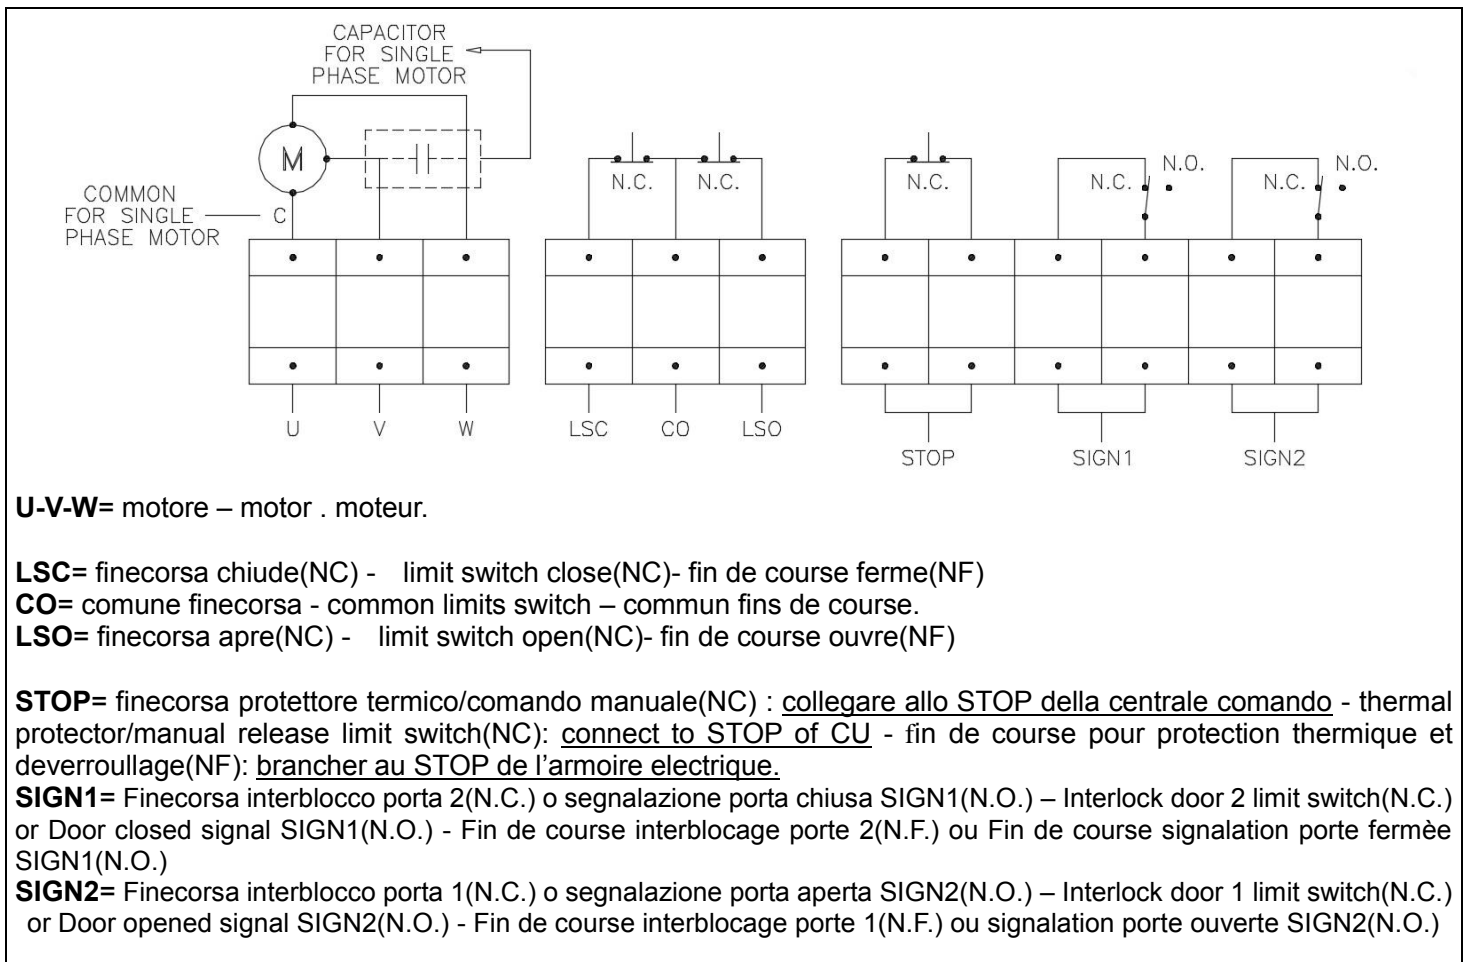 CAPACITOR
FOR SINGLE
PHASE MOTOR
M
COMMON
FOR SINGLE
PHASE MOTOR
C
N.C.
N.C.
N.C.
N.C.
N.O.
N.C.
N.O.
U
V
W
LSC
CO
LSO
STOP
SIGN1
SIGN2
U-V-W= motore – motor . moteur.
LSC= finecorsa chiude(NC) - limit switch close(NC)- fin de course ferme(NF)
CO= comune finecorsa - common limits switch – commun fins de course.
LSO= finecorsa apre(NC) - limit switch open(NC)- fin de course ouvre(NF)
STOP= finecorsa protettore termico/comando manuale(NC) : collegare allo STOP della centrale comando - thermal
protector/manual release limit switch(NC): connect to STOP of CU - fin de course pour protection thermique et
deverroullage(NF): brancher au STOP de l’armoire electrique.
SIGN1= Finecorsa interblocco porta 2(N.C.) o segnalazione porta chiusa SIGN1(N.O.) – Interlock door 2 limit switch(N.C.)
or Door closed signal SIGN1(N.O.) - Fin de course interblocage porte 2(N.F.) ou Fin de course signalation porte fermèe
SIGN1(N.O.)
SIGN2= Finecorsa interblocco porta 1(N.C.) o segnalazione porta aperta SIGN2(N.O.) – Interlock door 1 limit switch(N.C.)
or Door opened signal SIGN2(N.O.) - Fin de course interblocage porte 1(N.F.) ou signalation porte ouverte SIGN2(N.O.)